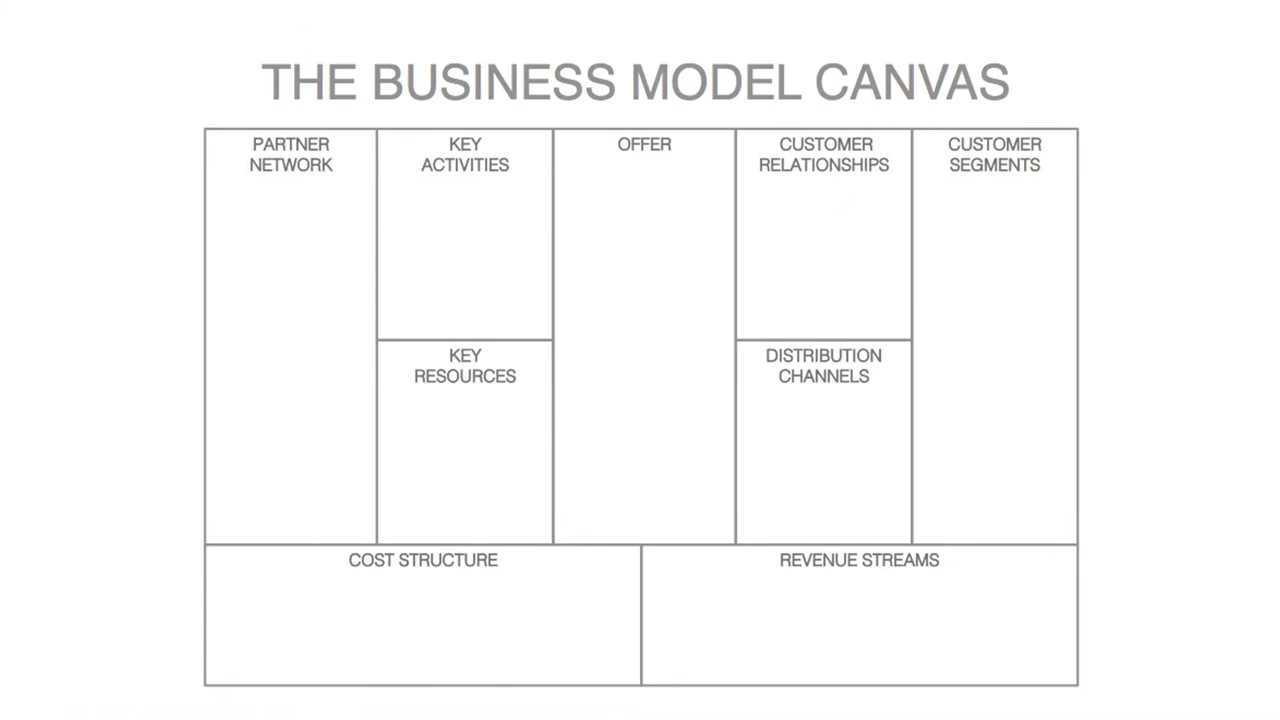 THE BUSINESS MODEL CANVAS
PARTNER
NETWORK
KEY
ACTIVITIES
KEY
RESOURCES
OFFER
CUSTOMER
RELATIONSHIPS
DISTRIBUTION
CHANNELS
CUSTOMER
SEGMENTS
COST STRUCTURE
REVENUE STREAMS